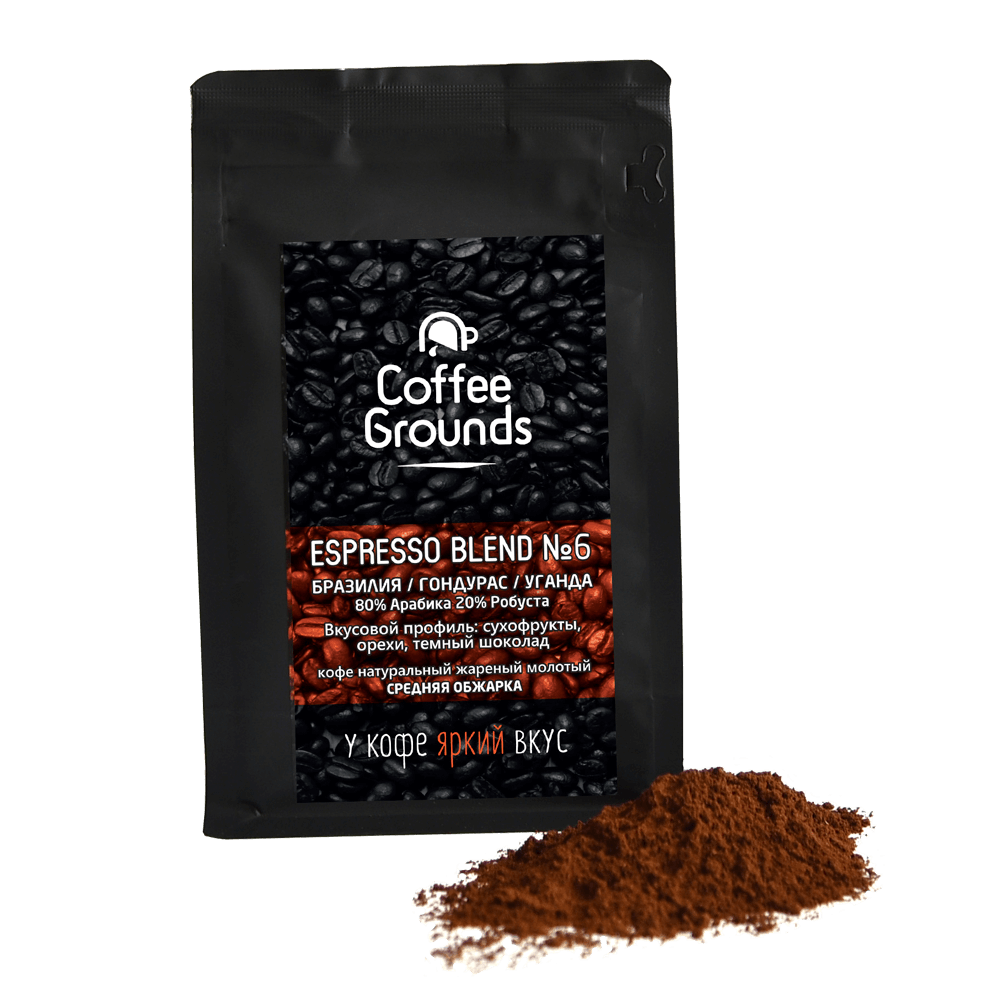 Coffee
Grounds
ESPRESSO BLEND №6
БРАЗИЛИЯ / ГОНДУРАС / УГАНДА
80% Арабика 20% Робуста
Вкусовой профиль: сухофрукты,
орехи, темный шоколад
кофе натуральный жареный молотый
СРЕДНЯЯ ОБЖАРКА
У КОФЕ ЯРКИЙ ВКУС